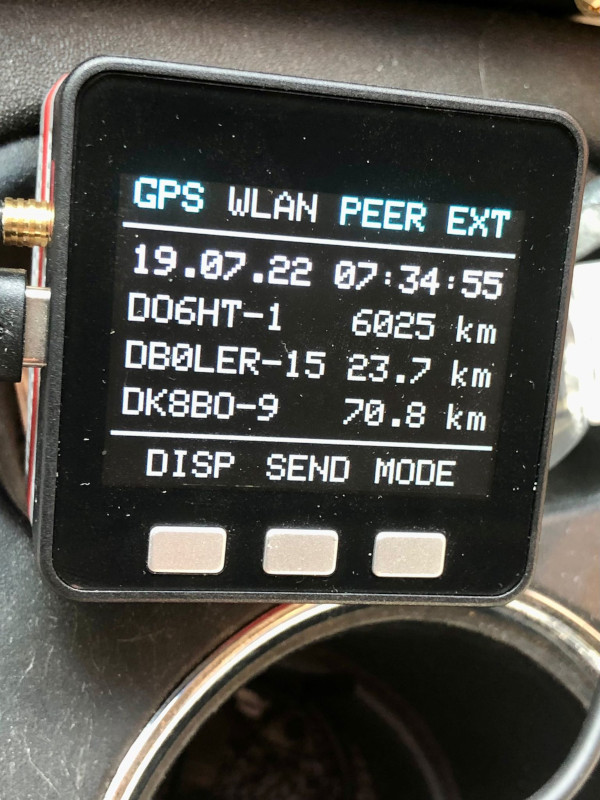 GPS WLAN PEER EXT
19.07.22 07:34:55
DO6HT-1 6025 km
DB0LER-15 23.7 km
DK8BO-9 70.8 km
DISP SEND MODE